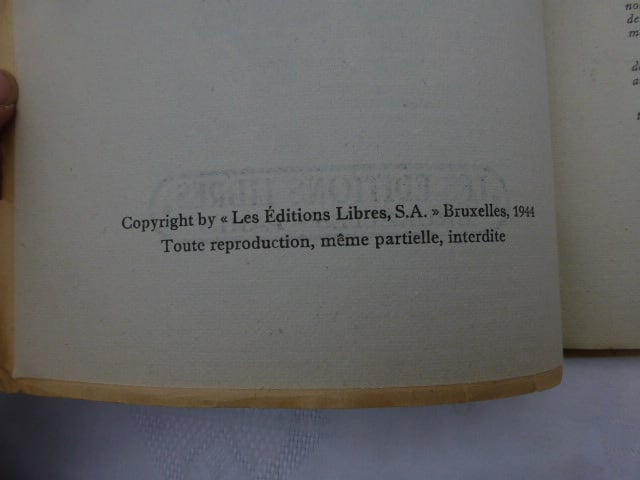 Copyright by « Les Éditions Libres, S.A. » Bruxelles, 1944
Toute reproduction, même partielle, interdite